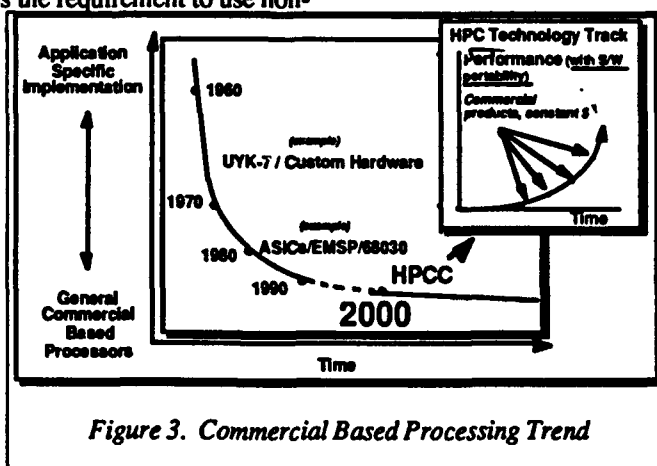 s the requirement to use non-
HPC Technology Track
Performance (with S/W
portability)
Commercial
products, constant $
Time
Application
Specific
Implementation
General
Commercial
Based
Processors
1960
(example)
UYK-7 / Custom Hardware
1970
(example)
1980
ASICs/EMSP/68030
1990
HPCC
2000
Time
Figure 3. Commercial Based Processing Trend